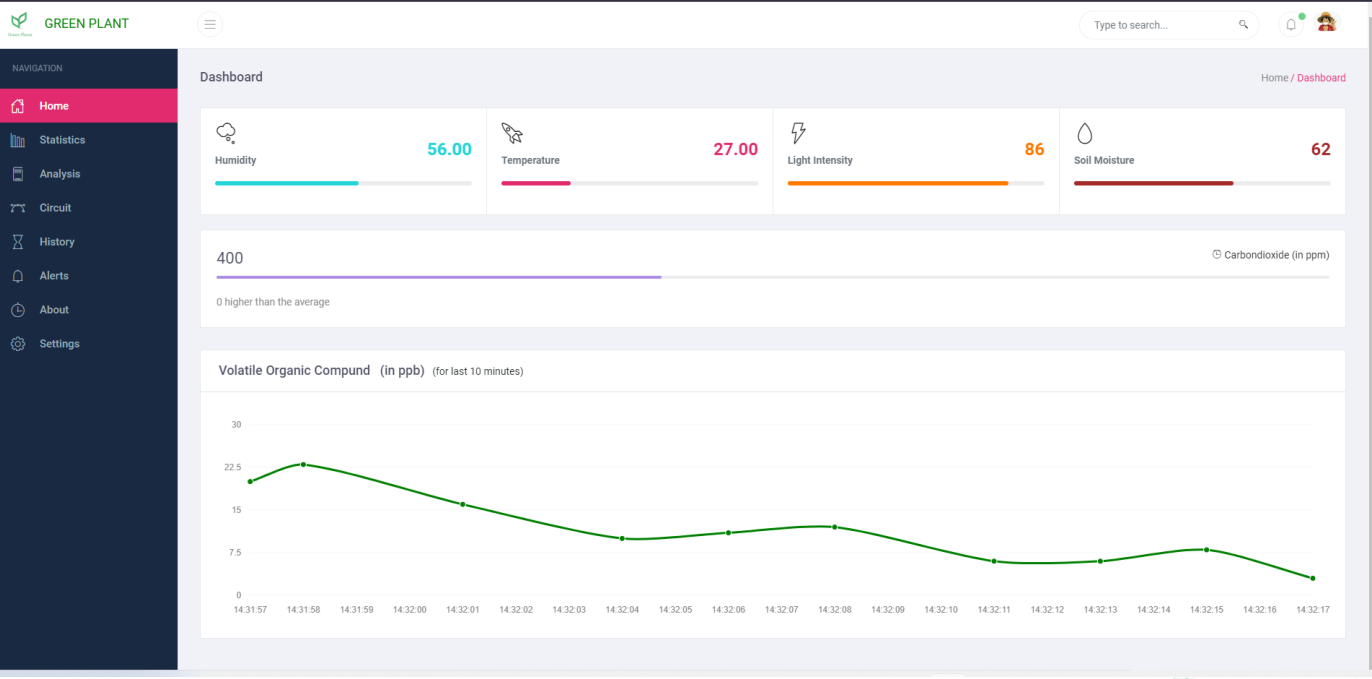 GREEN PLANT
Green Plants
Type to search...
NAVIGATION
Home
Statistics
Analysis
Circuit
History
Alerts
About
Settings
Dashboard
Home / Dashboard
Humidity
56.00
Temperature
27.00
Light Intensity
86
Soil Moisture
62
400
Carbondioxide (in ppm)
0 higher than the average
Volatile Organic Compund (in ppb) (for last 10 minutes)
30
22.5
15
7.5
0
14:31:57 14:31:58 14:31:59 14:32:00 14:32:01 14:32:02 14:32:03 14:32:04 14:32:05 14:32:06 14:32:07 14:32:08 14:32:09 14:32:10 14:32:11 14:32:12 14:32:13 14:32:14 14:32:15 14:32:16 14:32:17